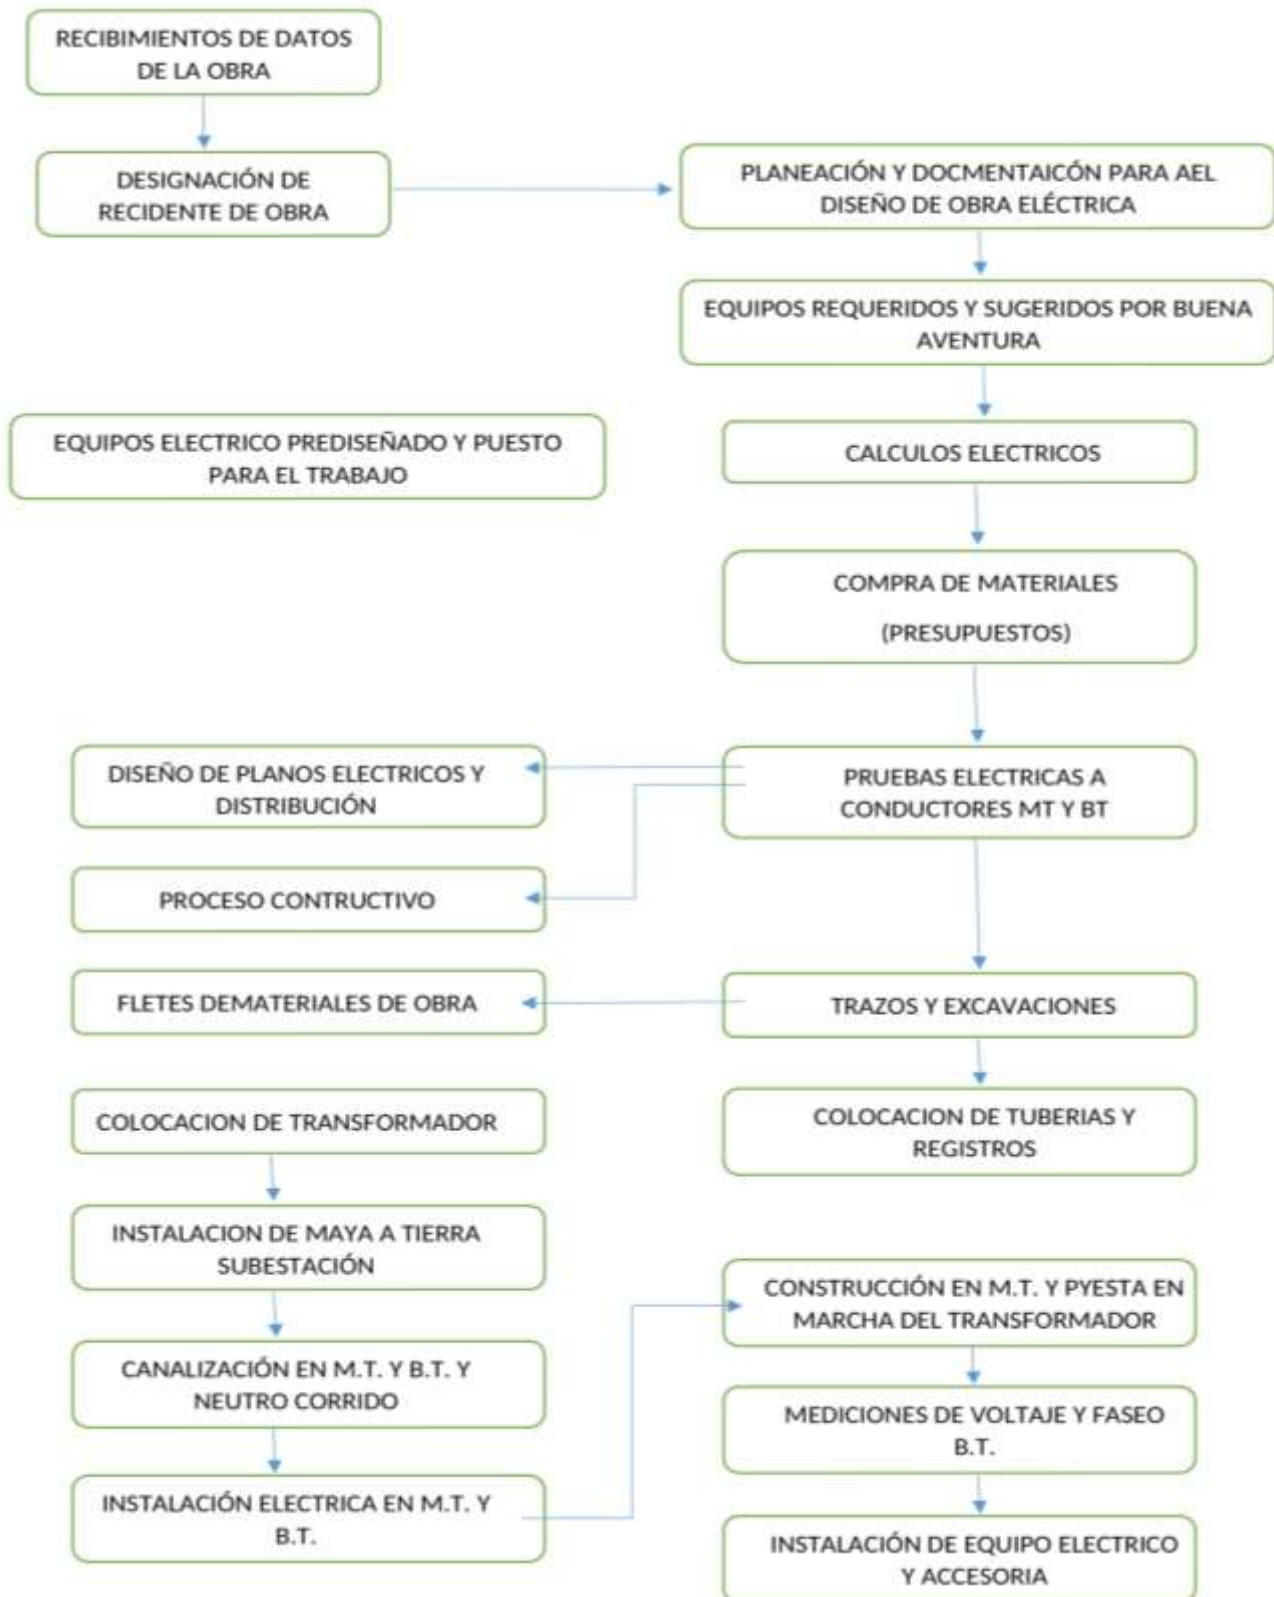 RECIBIMIENTOS DE DATOS
DE LA OBRA
DESIGNACIÓN DE
RECIDENTE DE OBRA
PLANEACIÓN Y DOCMENTAICÓN PARA AEL
DISEÑO DE OBRA ELÉCTRICA
EQUIPOS REQUERIDOS Y SUGERIDOS POR BUENA
AVENTURA
EQUIPOS ELECTRICO PREDISEÑADO Y PUESTO
PARA EL TRABAJO
CALCULOS ELECTRICOS
COMPRA DE MATERIALES
(PRESUPUESTOS)
PRUEBAS ELECTRICAS A
CONDUCTORES MT Y BT
DISEÑO DE PLANOS ELECTRICOS Y
DISTRIBUCIÓN
PROCESO CONTRUCTIVO
TRAZOS Y EXCAVACIONES
FLETES DEMATERIALES DE OBRA
COLOCACION DE TUBERIAS Y
REGISTROS
COLOCACION DE TRANSFORMADOR
INSTALACION DE MAYA A TIERRA
SUBESTACIÓN
CANALIZACIÓN EN M.T. Y B.T. Y
NEUTRO CORRIDO
INSTALACIÓN ELECTRICA EN M.T. Y
B.T.
CONSTRUCCIÓN EN M.T. Y PYESTA EN
MARCHA DEL TRANSFORMADOR
MEDICIONES DE VOLTAJE Y FASEO
B.T.
INSTALACIÓN DE EQUIPO ELECTRICO
Y ACCESORIA